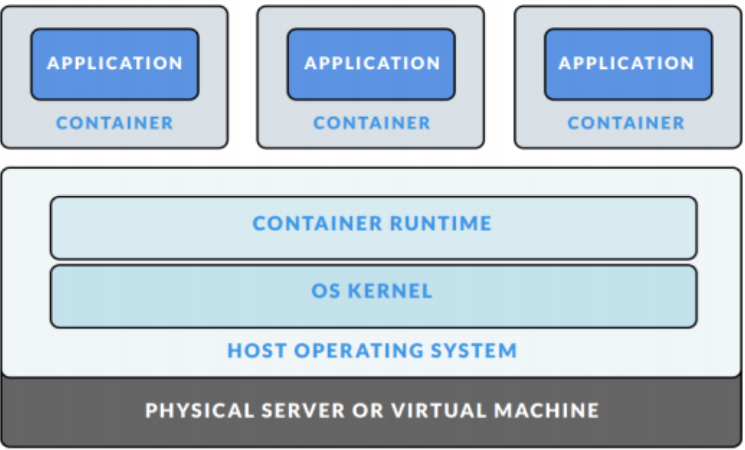 APPLICATION APPLICATION APPLICATION
CONTAINER CONTAINER CONTAINER
CONTAINER RUNTIME
OS KERNEL
HOST OPERATING SYSTEM
PHYSICAL SERVER OR VIRTUAL MACHINE